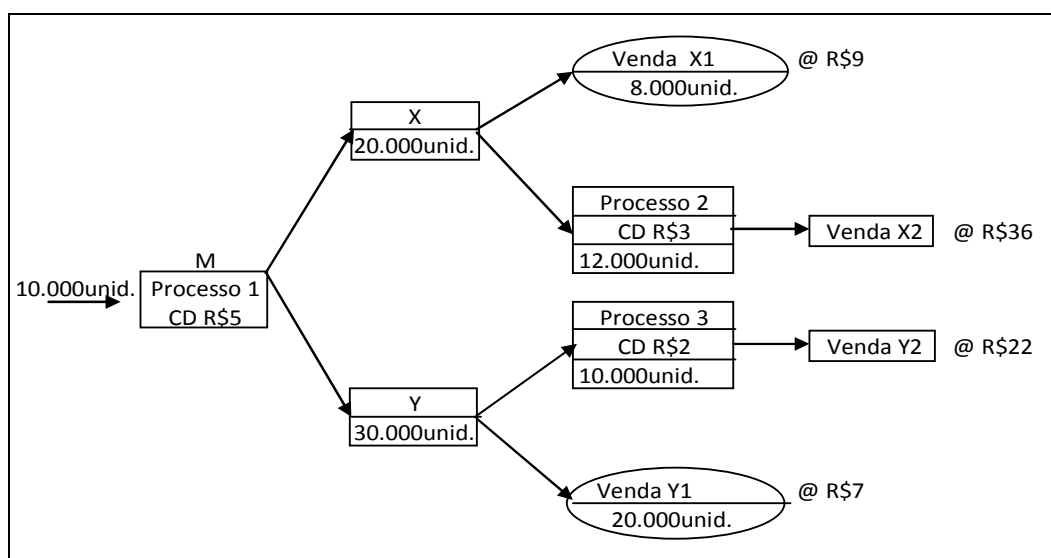 Venda X1
@ R$9
8.000unid.
X
20.000unid.
Processo 2
CD R$3
12.000unid.
Venda X2
@ R$36
10.000unid.
M
Processo 1
CD R$5
Processo 3
CD R$2
10.000unid.
Venda Y2
@ R$22
Y
30.000unid.
Venda Y1
@ R$7
20.000unid.